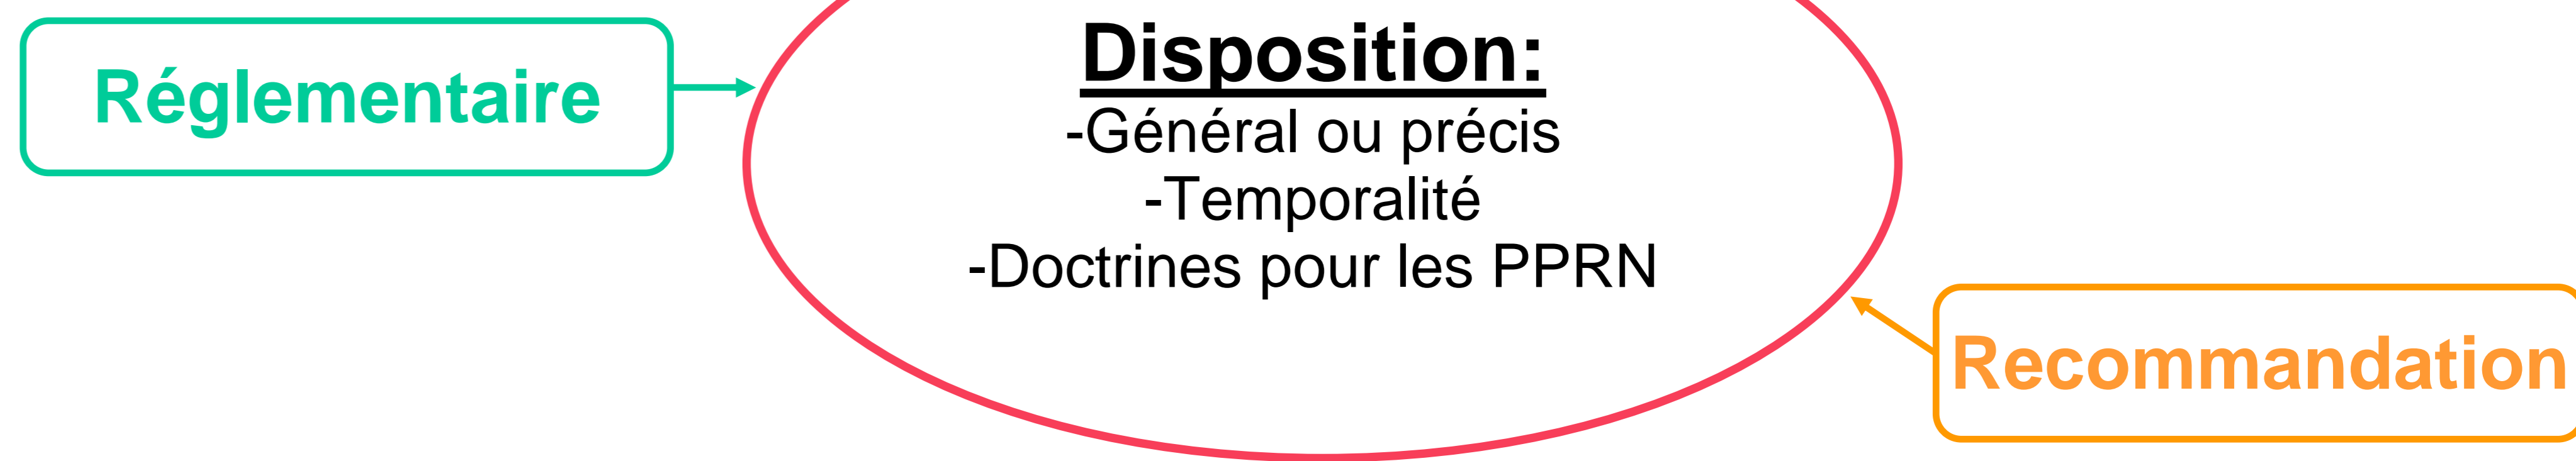 Réglementaire
Disposition:
-Général ou précis
-Temporalité
-Doctrines pour les PPRN
Recommandation